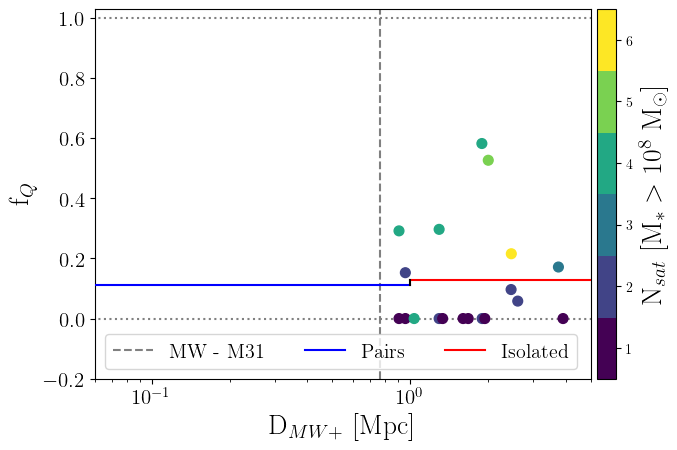 1.0
0.8
0.6
0.4
0.2
0.0
−0.2
f_Q
10^{-1}
10^0
D_{MW+} [Mpc]
MW - M31
Pairs
Isolated
6
5
4
3
2
1
N_{sat} [M_* > 10^8 M_⊙]